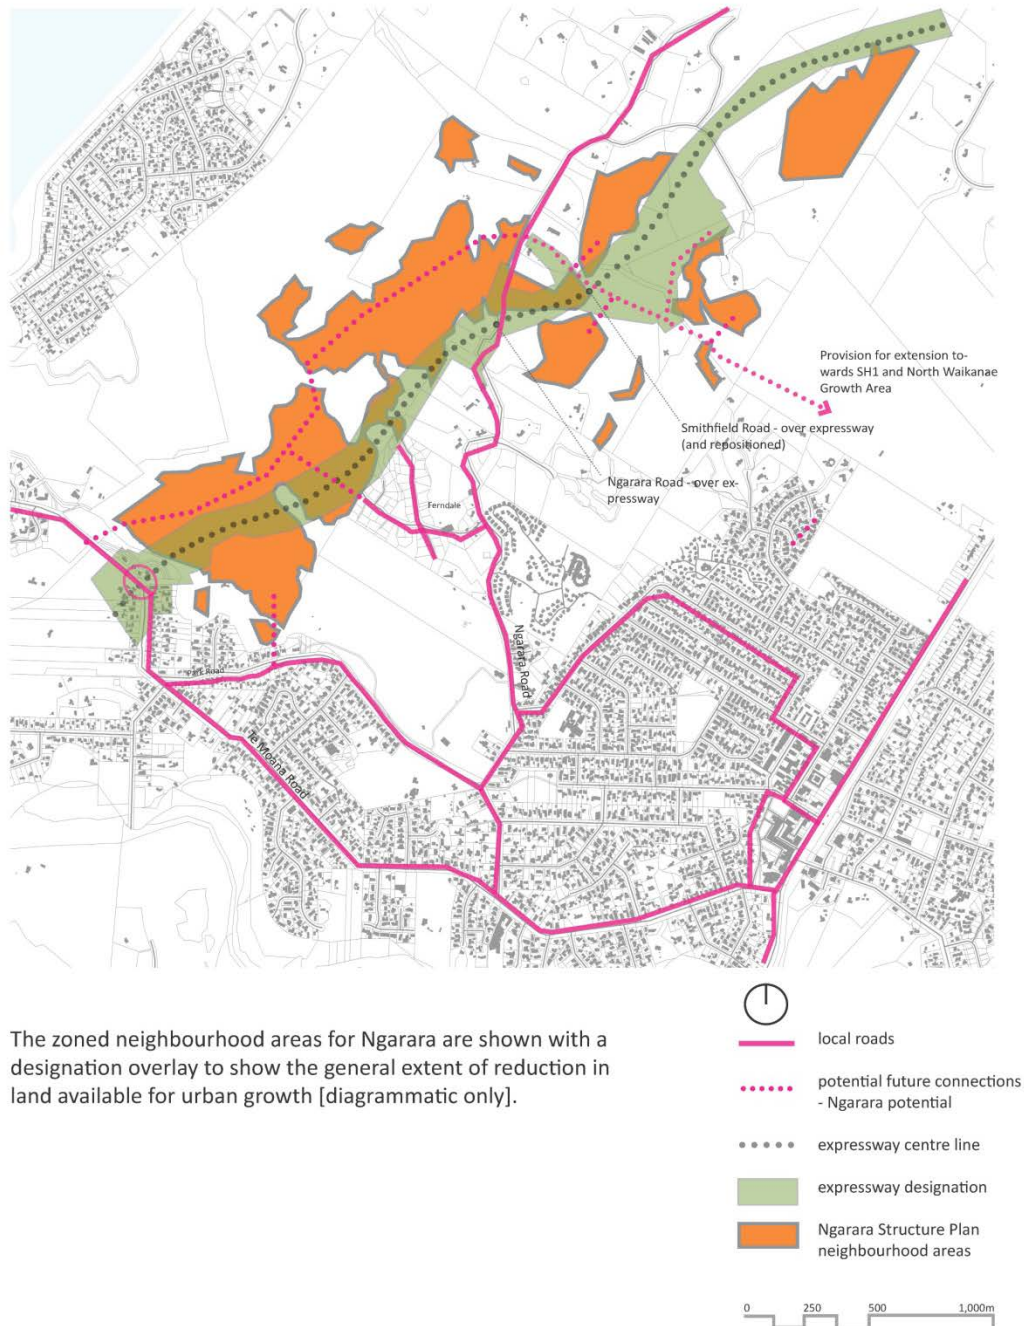 Provision for extension to-
wards SH1 and North Waikanae
Growth Area
Smithfield Road - over expressway
(and repositioned)
Ngarara Road - over ex-
pressway
Ferndale
Ngarara Road
Park Road
Te Moana Road
The zoned neighbourhood areas for Ngarara are shown with a
designation overlay to show the general extent of reduction in
land available for urban growth [diagrammatic only].
local roads
potential future connections
- Ngarara potential
expressway centre line
expressway designation
Ngarara Structure Plan
neighbourhood areas
0 250 500 1,000m